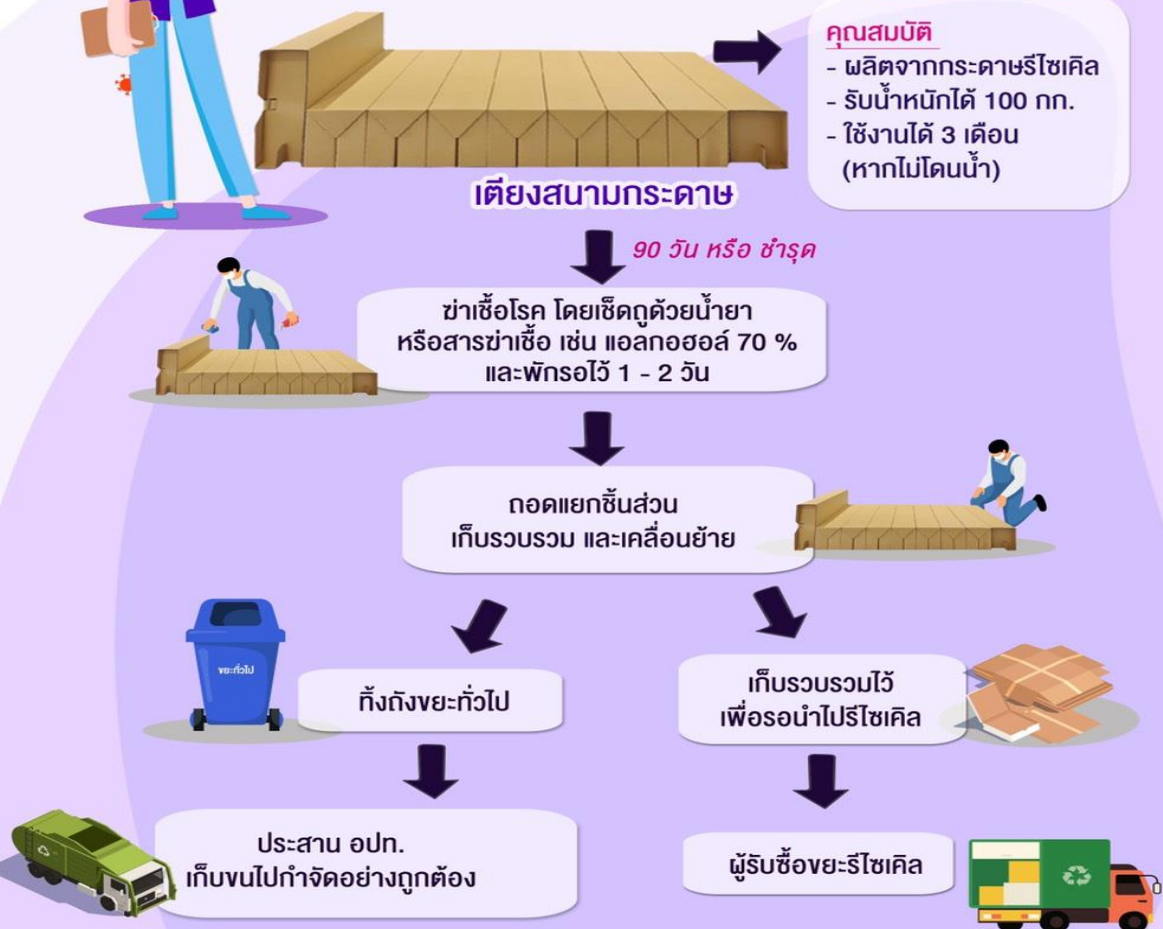 คุณสมบัติ
- ผลิตจากกระดาษรีไซเคิล
- รับน้ำหนักได้ 100 กก.
- ใช้งานได้ 3 เดือน
(หากไม่โดนน้ำ)
เตียงสนามกระดาษ
90 วัน หรือ ชำรุด
ฆ่าเชื้อโรค โดยเช็ดถูด้วยน้ำยา
หรือสารฆ่าเชื้อ เช่น แอลกอฮอล์ 70 %
และพักรอไว้ 1 - 2 วัน
ถอดแยกชิ้นส่วน
เก็บรวบรวม และเคลื่อนย้าย
ขยะทั่วไป
ทิ้งถังขยะทั่วไป
เก็บรวบรวมไว้
เพื่อรอนำไปรีไซเคิล
ประสาน อปท.
เก็บขนไปกำจัดอย่างถูกต้อง
ผู้รับซื้อขยะรีไซเคิล